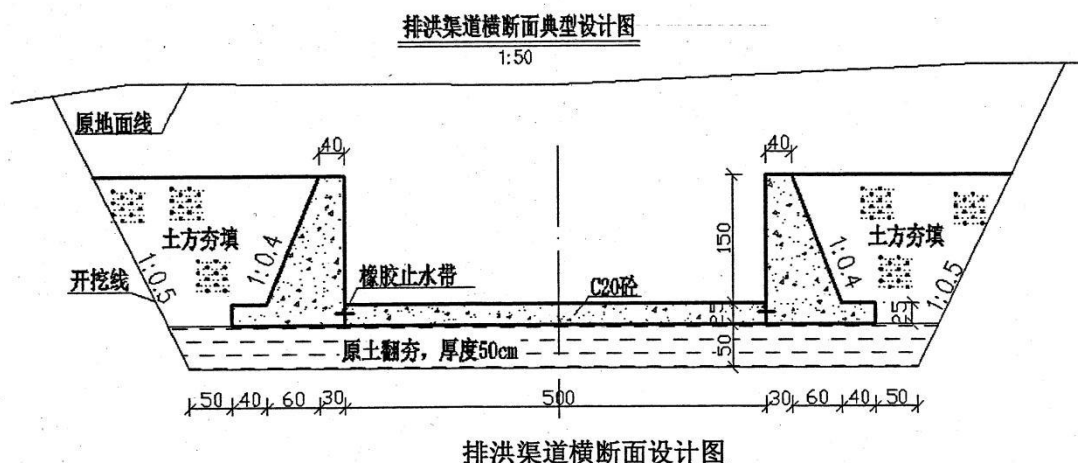 排洪渠道横断面典型设计图
1:50
原地面线
40
40
土方夯填
1:0.4
150
土方夯填
1:0.4
开挖线
1:0.5
橡胶止水带
C20砼
25
25
1:0.5
原土翻夯，厚度50cm
50
50 40 60 30 500 30 60 40 50
排洪渠道横断面设计图